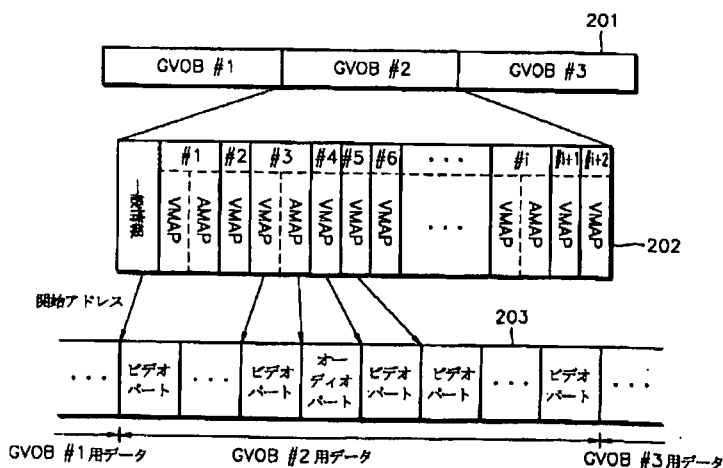 201
GVOB #1 GVOB #2 GVOB #3
#1 #2 #3 #4 #5 #6 ··· #i #i+1 #i+2
一般情報 VMAP AMAP VMAP VMAP AMAP VMAP VMAP VMAP ··· VMAP AMAP VMAP VMAP
202
開始アドレス
203
··· ビデオ ··· ビデオ オー ビデオ ビデオ ··· ビデオ ···
パート パート ディオ パート パート パート
パート
GVOB #1用データ GVOB #2用データ GVOB #3用データ